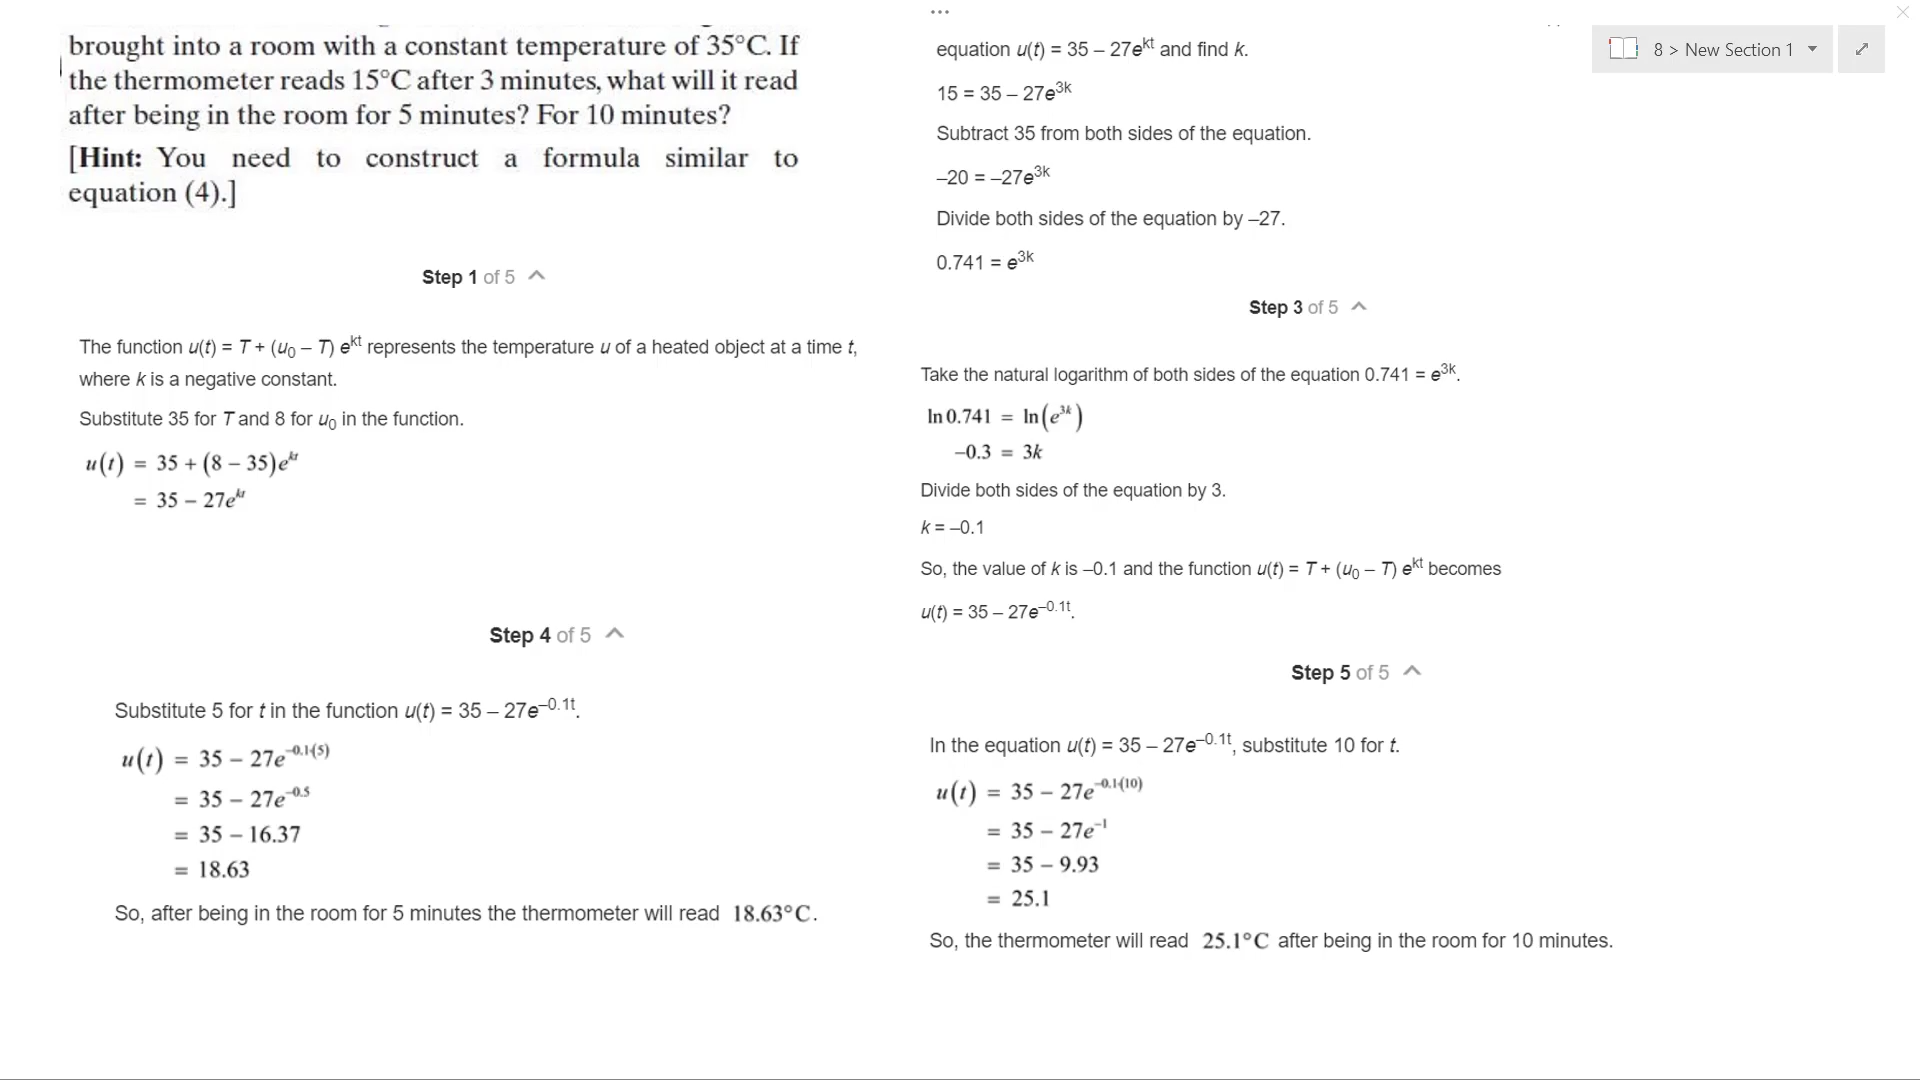 brought into a room with a constant temperature of 35°C. If
the thermometer reads 15°C after 3 minutes, what will it read
after being in the room for 5 minutes? For 10 minutes?
[Hint: You need to construct a formula similar to
equation (4).]
Step 1 of 5
The function u(t) = T + (u₀ – T) e^kt represents the temperature u of a heated object at a time t,
where k is a negative constant.
Substitute 35 for T and 8 for u₀ in the function.
u(t) = 35 + (8 – 35)e^kt
= 35 – 27e^kt
...
equation u(t) = 35 – 27e^kt and find k.
15 = 35 – 27e^3k
Subtract 35 from both sides of the equation.
–20 = –27e^3k
Divide both sides of the equation by –27.
0.741 = e^3k
8 > New Section 1
Step 3 of 5
Take the natural logarithm of both sides of the equation 0.741 = e^3k.
ln 0.741 = ln(e^3k)
–0.3 = 3k
Divide both sides of the equation by 3.
k = –0.1
So, the value of k is –0.1 and the function u(t) = T + (u₀ – T) e^kt becomes
u(t) = 35 – 27e^–0.1t.
Step 4 of 5
Substitute 5 for t in the function u(t) = 35 – 27e^–0.1t.
u(t) = 35 – 27e^–0.1(5)
= 35 – 27e^–0.5
= 35 – 16.37
= 18.63
So, after being in the room for 5 minutes the thermometer will read 18.63°C.
Step 5 of 5
In the equation u(t) = 35 – 27e^–0.1t, substitute 10 for t.
u(t) = 35 – 27e^–0.1(10)
= 35 – 27e^–1
= 35 – 9.93
= 25.1
So, the thermometer will read 25.1°C after being in the room for 10 minutes.